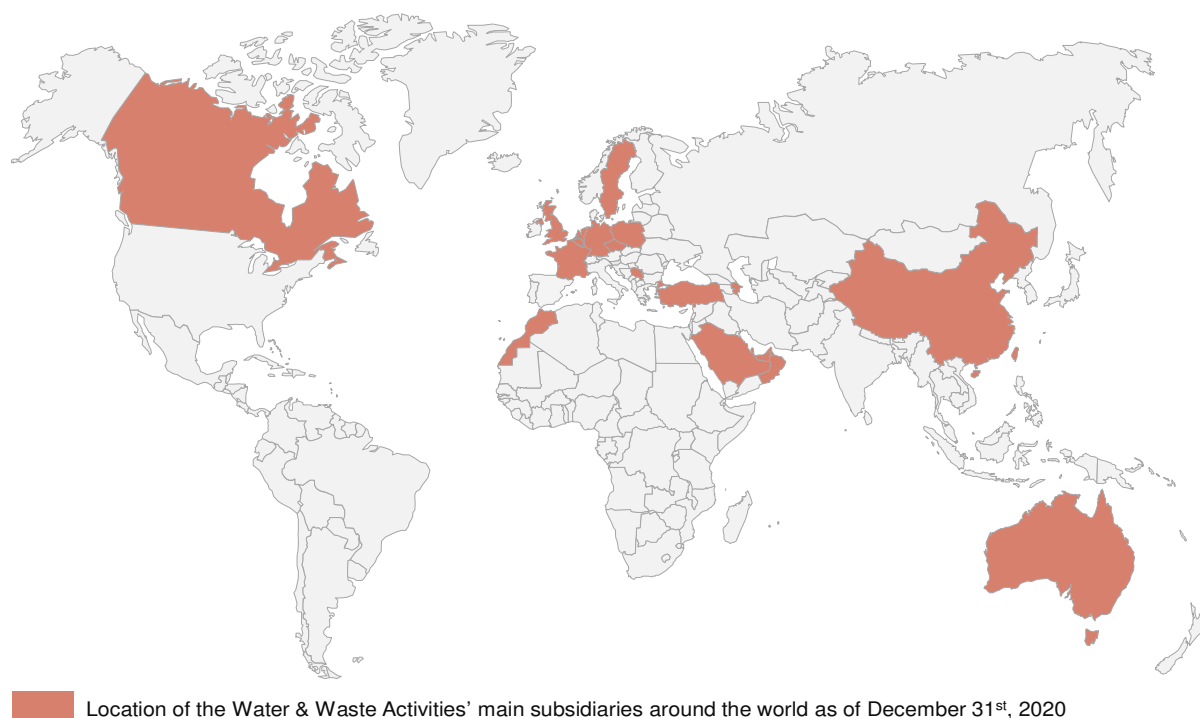 Location of the Water & Waste Activities’ main subsidiaries around the world as of December 31st, 2020